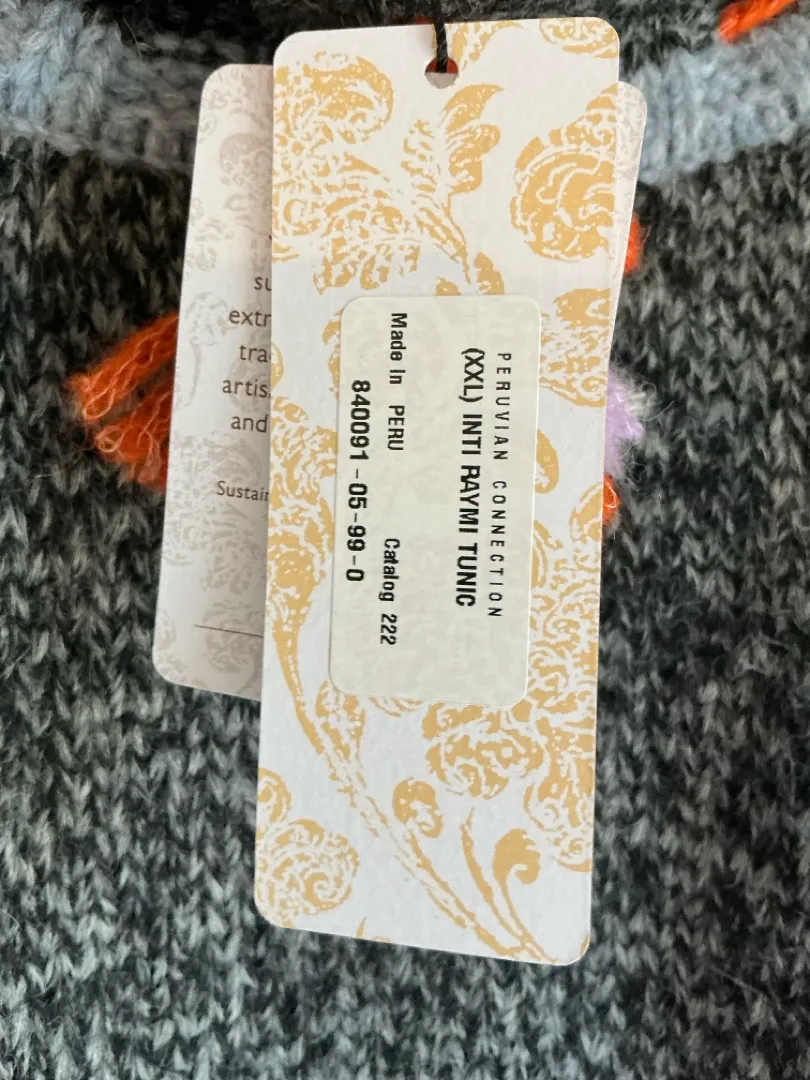 PERUVIAN CONNECTION
(XXL) INTI RAYMI TUNIC
Made in PERU Catalog 222
840091-05-99-0
su
extr
tra
artis
and
Sustain